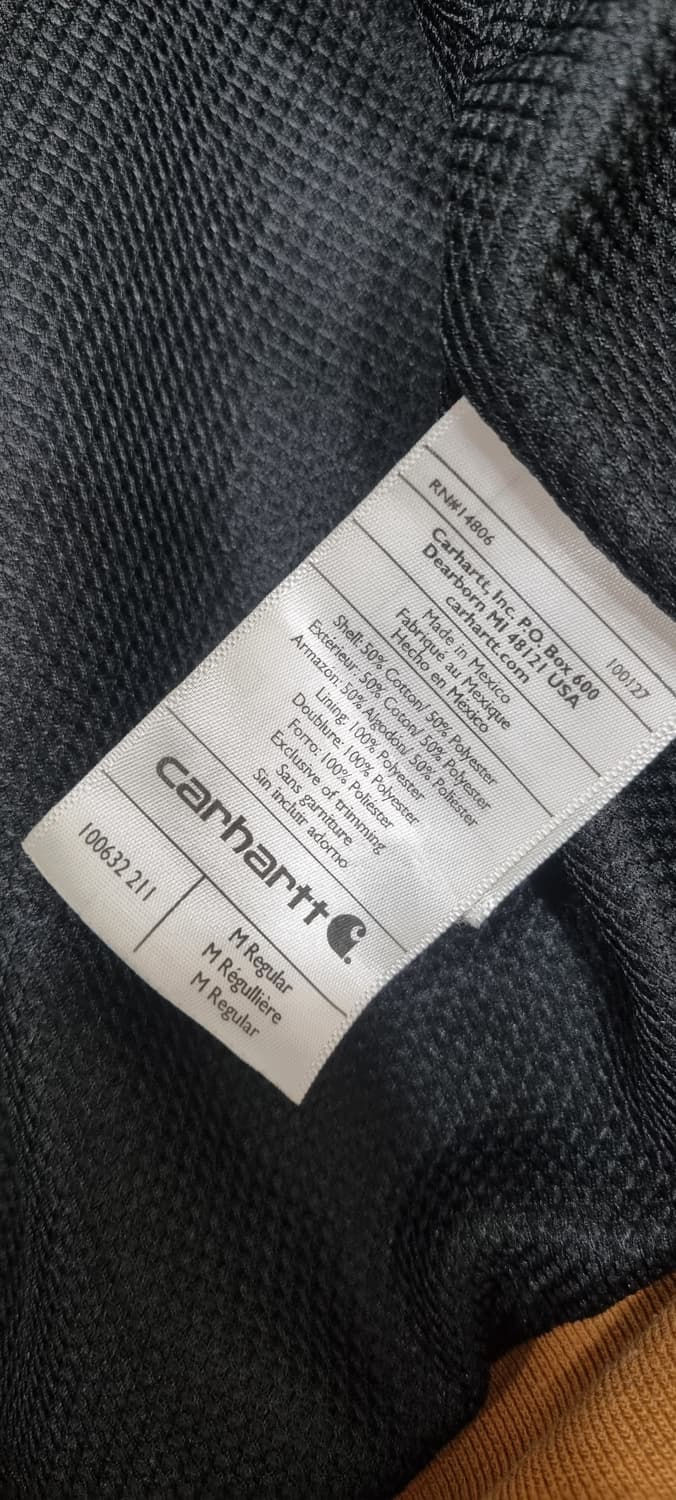 RN#14806
100127
Carhartt, Inc. P.O. Box 600
Dearborn MI 48121 USA
carhartt.com
Made in Mexico
Fabriqué au Mexique
Hecho en México
Shell: 50% Cotton/ 50% Polyester
Extérieur: 50% Coton/ 50% Polyester
Armazon: 50% Algodon/ 50% Poliester
Lining: 100% Polyester
Doublure: 100% Polyester
Forro: 100% Poliester
Exclusive of trimming
Sans garniture
Sin incluir adorno
carhartt
100632 211
M Regular
M Régullière
M Regular